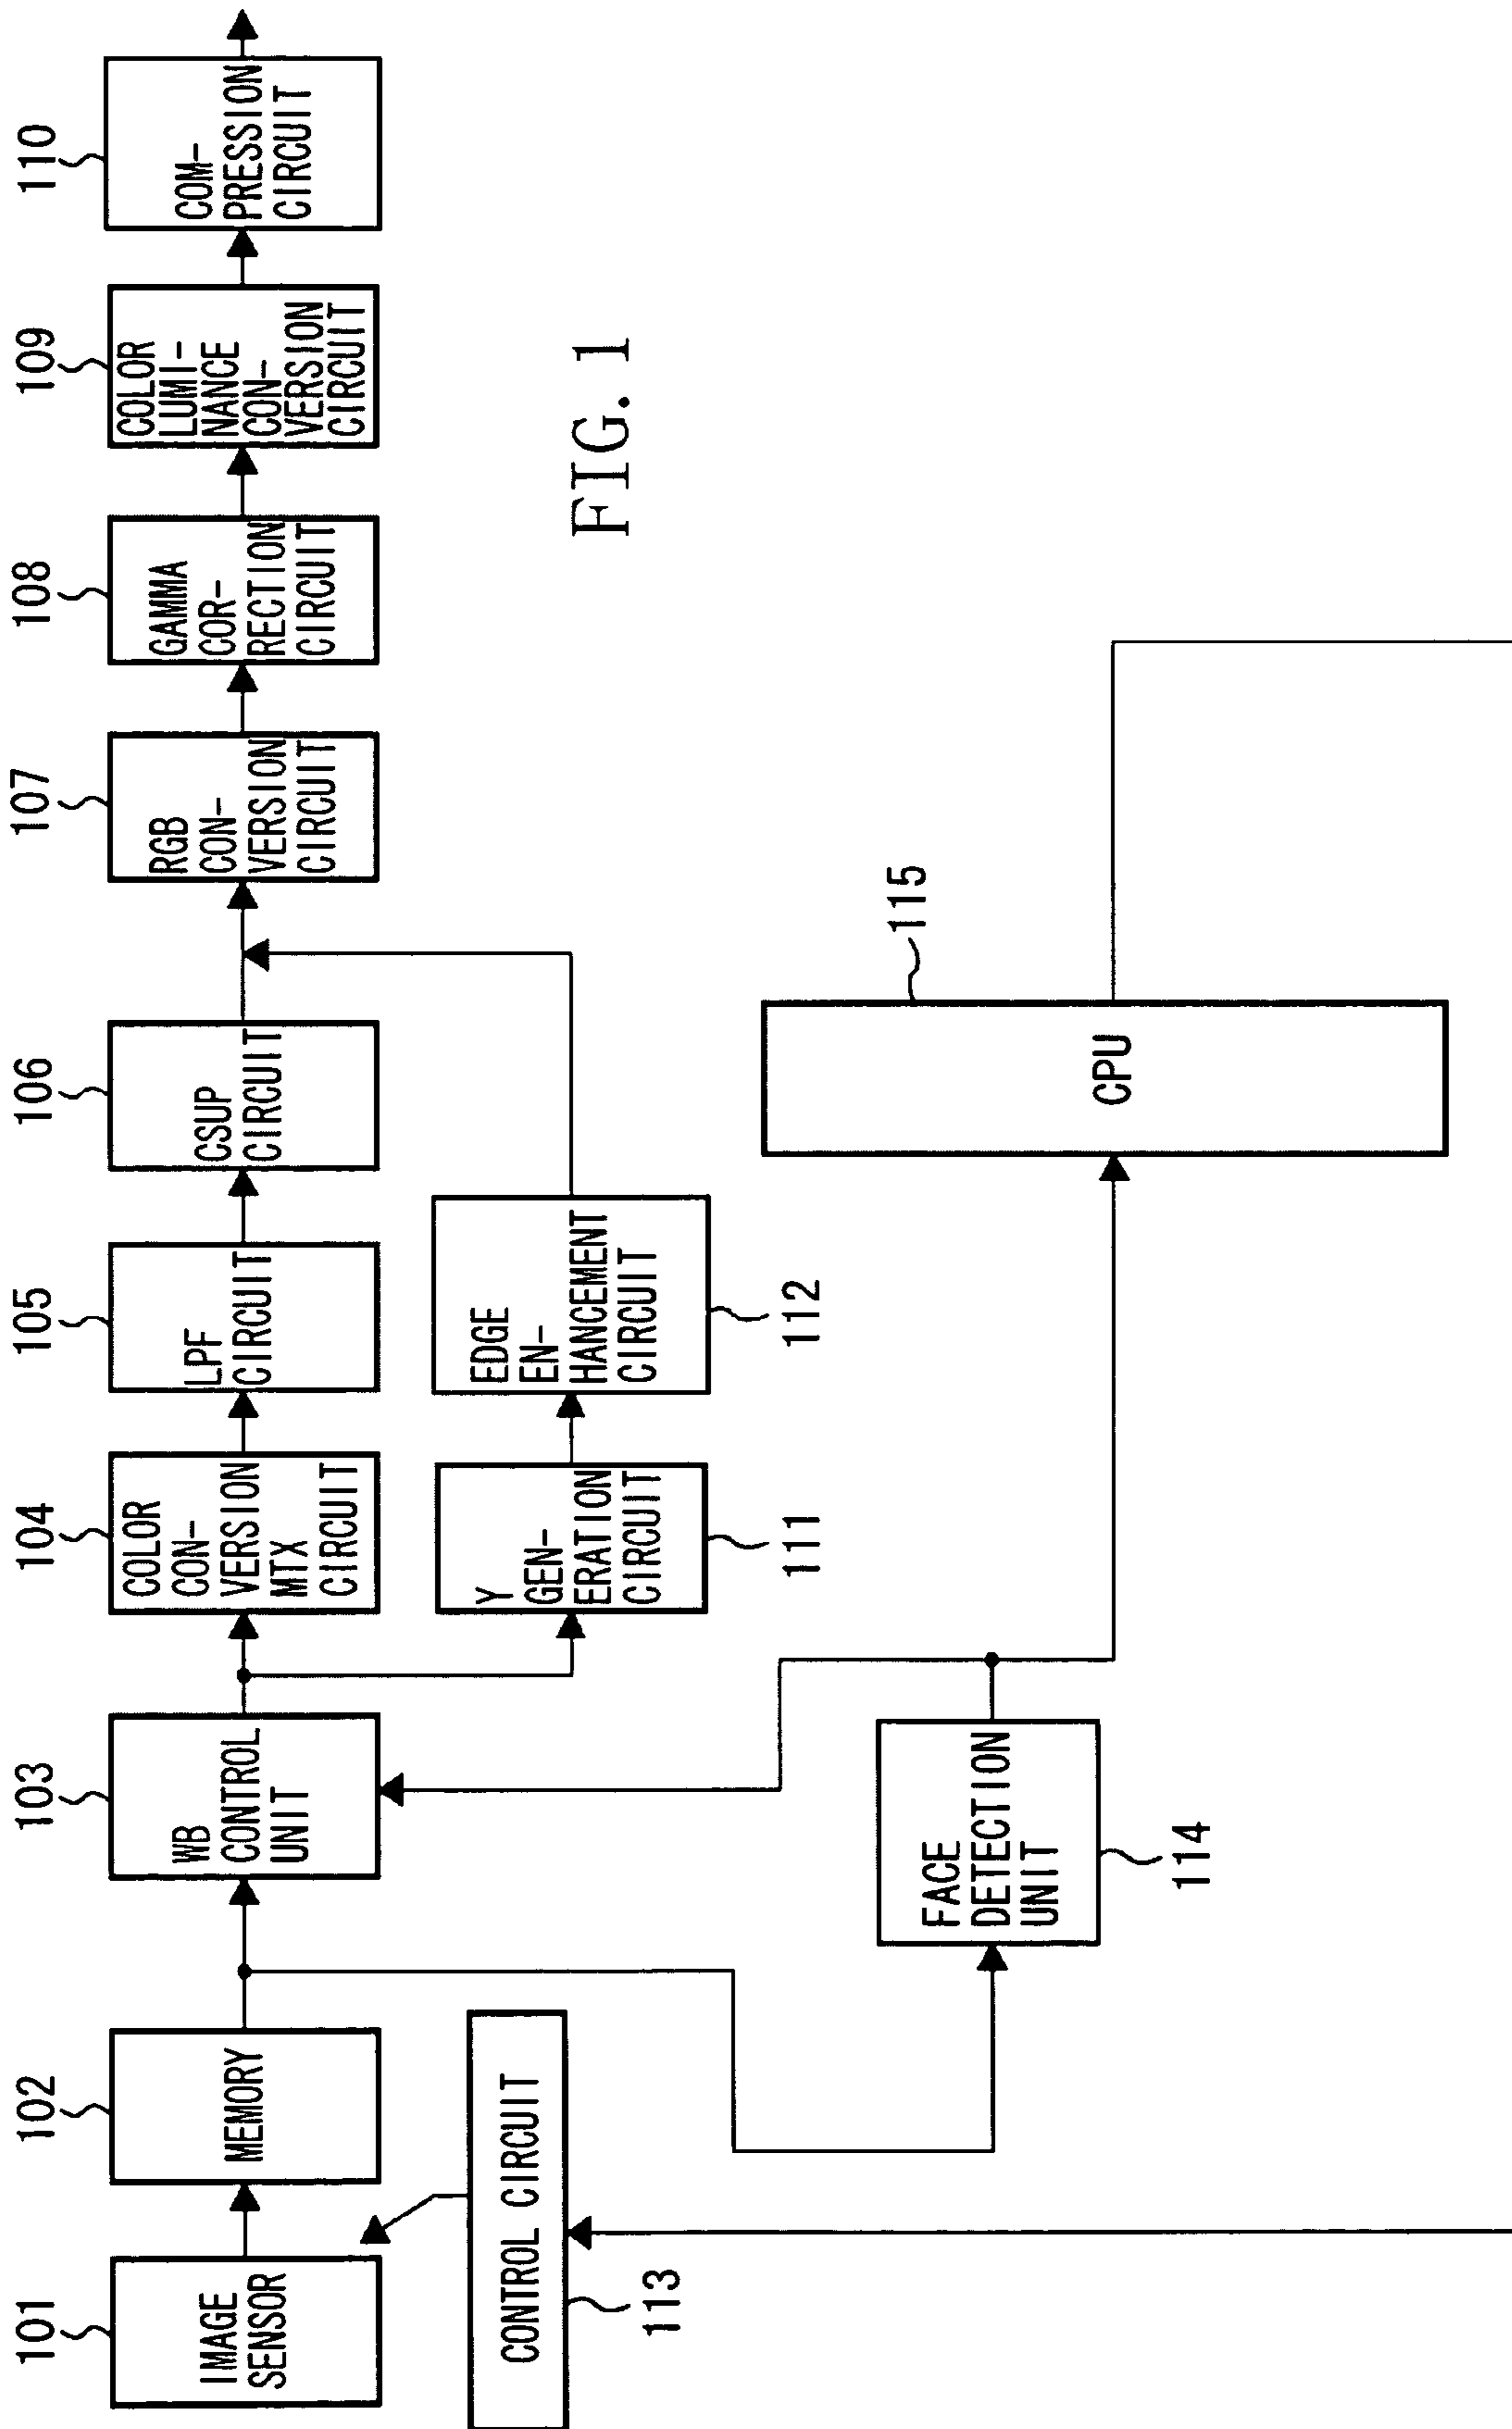 101
IMAGE
SENSOR
102
MEMORY
103
WB
CONTROL
UNIT
104
COLOR
CON-
VERSION
MTX
CIRCUIT
105
LPF
CIRCUIT
106
CSUP
CIRCUIT
107
RGB
CON-
VERSION
CIRCUIT
108
GAMMA
COR-
RECTION
CIRCUIT
109
COLOR
LUMI-
NANCE
CON-
VERSION
CIRCUIT
110
COM-
PRESSION
CIRCUIT
Y
GEN-
ERATION
CIRCUIT
111
EDGE
EN-
HANCEMENT
CIRCUIT
112
CONTROL CIRCUIT
113
FACE
DETECTION
UNIT
114
115
CPU
FIG. 1